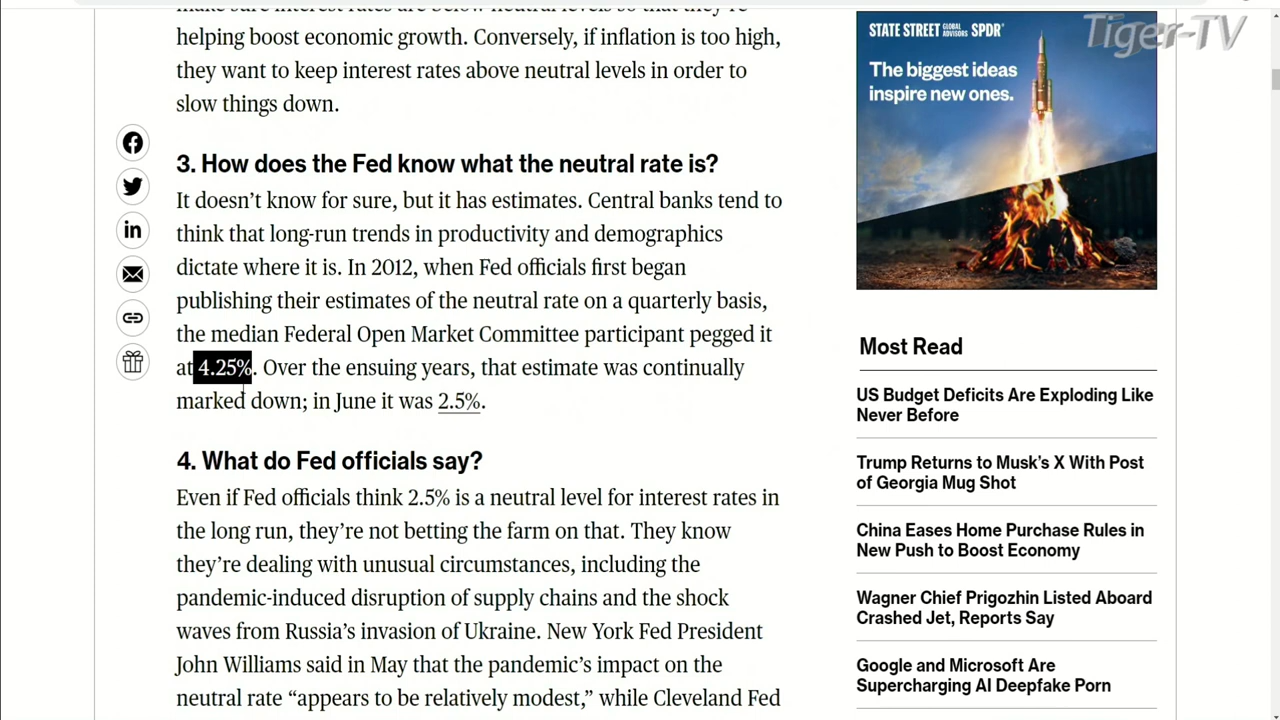 make sure interest rates are below neutral levels so that they're
helping boost economic growth. Conversely, if inflation is too high,
they want to keep interest rates above neutral levels in order to
slow things down.
3. How does the Fed know what the neutral rate is?
It doesn't know for sure, but it has estimates. Central banks tend to
think that long-run trends in productivity and demographics
dictate where it is. In 2012, when Fed officials first began
publishing their estimates of the neutral rate on a quarterly basis,
the median Federal Open Market Committee participant pegged it
at 4.25%. Over the ensuing years, that estimate was continually
marked down; in June it was 2.5%.
4. What do Fed officials say?
Even if Fed officials think 2.5% is a neutral level for interest rates in
the long run, they're not betting the farm on that. They know
they're dealing with unusual circumstances, including the
pandemic-induced disruption of supply chains and the shock
waves from Russia's invasion of Ukraine. New York Fed President
John Williams said in May that the pandemic's impact on the
neutral rate “appears to be relatively modest,” while Cleveland Fed
Tiger-TV
STATE STREET GLOBAL ADVISORS SPDR®
The biggest ideas
inspire new ones.
Most Read
US Budget Deficits Are Exploding Like
Never Before
Trump Returns to Musk's X With Post
of Georgia Mug Shot
China Eases Home Purchase Rules in
New Push to Boost Economy
Wagner Chief Prigozhin Listed Aboard
Crashed Jet, Reports Say
Google and Microsoft Are
Supercharging AI Deepfake Porn